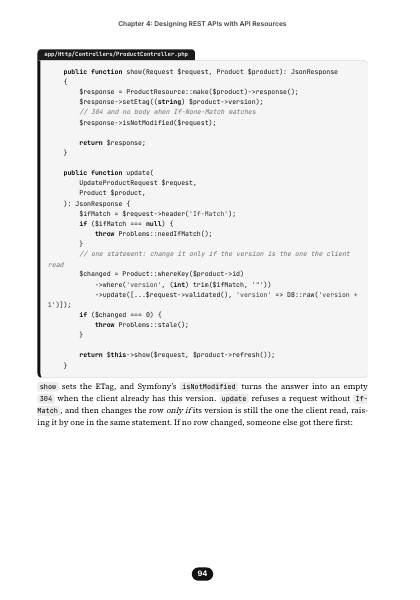 Chapter 4: Designing REST APIs with API Resources
app/Http/Controllers/ProductController.php
public function show(Request $request, Product $product): JsonResponse
{
$response = ProductResource::make($product)->response();
$response->setEtag((string) $product->version);
// 304 and no body when If-None-Match matches
$response->isNotModified($request);
return $response;
}
public function update(
UpdateProductRequest $request,
Product $product,
): JsonResponse {
$ifMatch = $request->header('If-Match');
if ($ifMatch === null) {
throw Problems::needIfMatch();
}
// one statement: change it only if the version is the one the client
read
$changed = Product::whereKey($product->id)
->where('version', (int) trim($ifMatch, '"'))
->update([...$request->validated(), 'version' => DB::raw('version +
1')]);
if ($changed === 0) {
throw Problems::stale();
}
return $this->show($request, $product->refresh());
}
show sets the ETag, and Symfony's isNotModified turns the answer into an empty
304 when the client already has this version. update refuses a request without If-
Match, and then changes the row only if its version is still the one the client read, rais-
ing it by one in the same statement. If no row changed, someone else got there first:
94